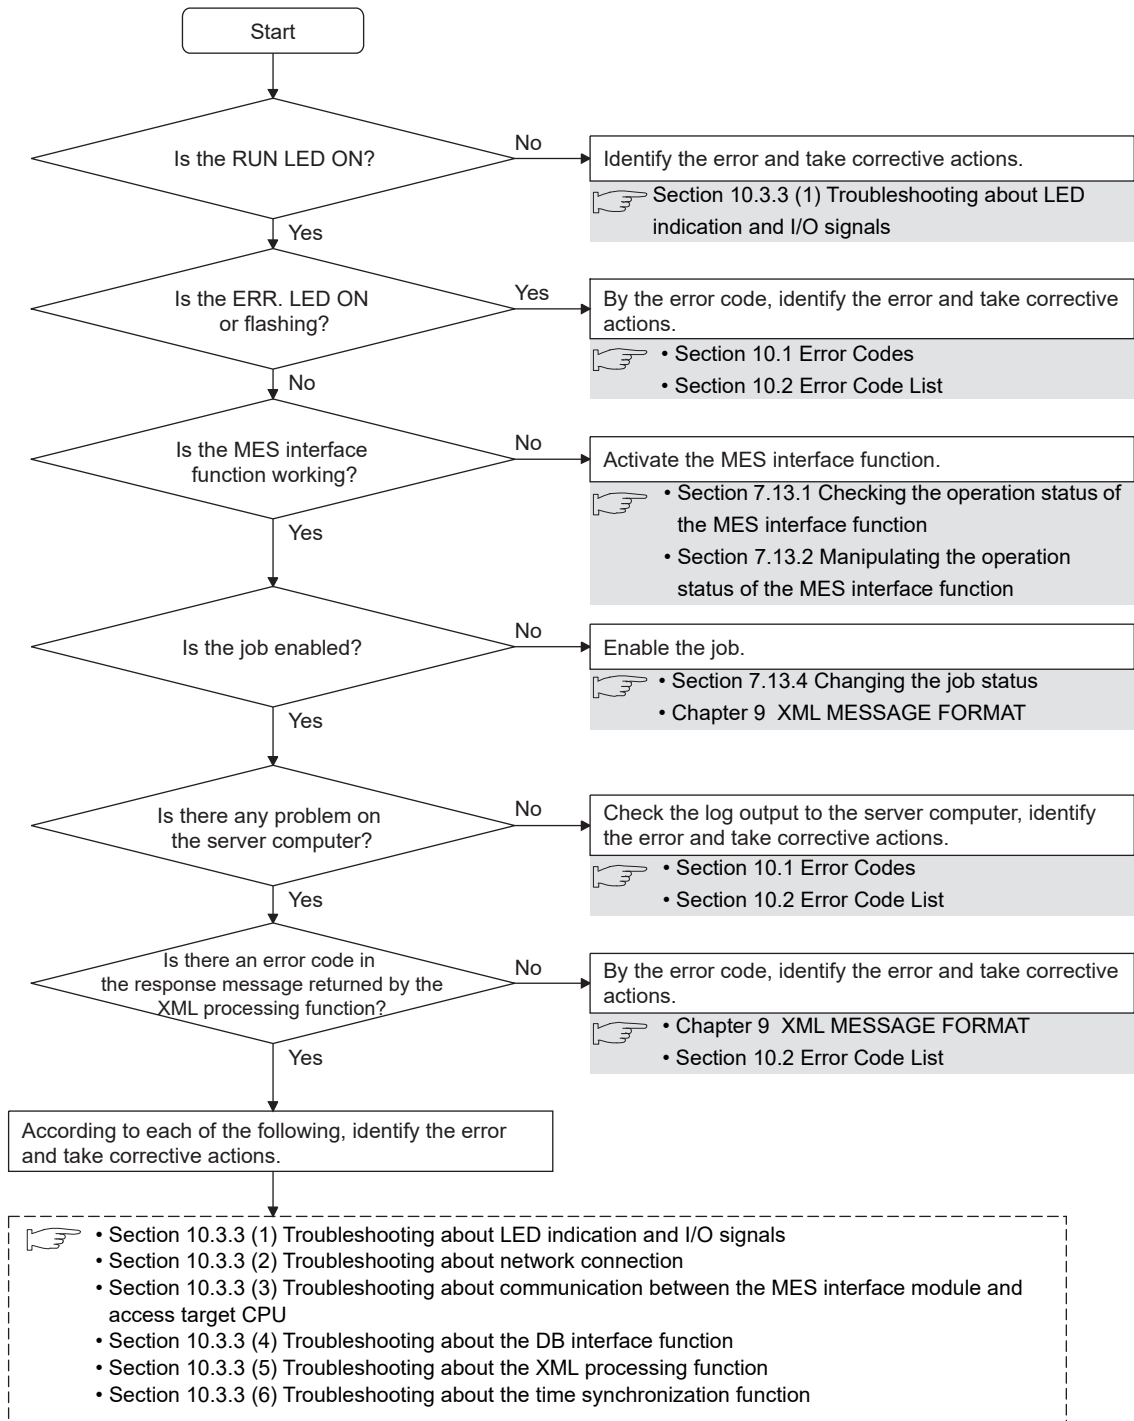 Start
Is the RUN LED ON?
No
Identify the error and take corrective actions.
Section 10.3.3 (1) Troubleshooting about LED
indication and I/O signals
Yes
Is the ERR. LED ON
or flashing?
Yes
By the error code, identify the error and take corrective
actions.
• Section 10.1 Error Codes
• Section 10.2 Error Code List
No
Is the MES interface
function working?
No
Activate the MES interface function.
• Section 7.13.1 Checking the operation status of
the MES interface function
• Section 7.13.2 Manipulating the operation
status of the MES interface function
Yes
Is the job enabled?
No
Enable the job.
• Section 7.13.4 Changing the job status
• Chapter 9 XML MESSAGE FORMAT
Yes
Is there any problem on
the server computer?
No
Check the log output to the server computer, identify
the error and take corrective actions.
• Section 10.1 Error Codes
• Section 10.2 Error Code List
Yes
Is there an error code in
the response message returned by the
XML processing function?
No
By the error code, identify the error and take corrective
actions.
• Chapter 9 XML MESSAGE FORMAT
• Section 10.2 Error Code List
Yes
According to each of the following, identify the error
and take corrective actions.
• Section 10.3.3 (1) Troubleshooting about LED indication and I/O signals
• Section 10.3.3 (2) Troubleshooting about network connection
• Section 10.3.3 (3) Troubleshooting about communication between the MES interface module and
access target CPU
• Section 10.3.3 (4) Troubleshooting about the DB interface function
• Section 10.3.3 (5) Troubleshooting about the XML processing function
• Section 10.3.3 (6) Troubleshooting about the time synchronization function